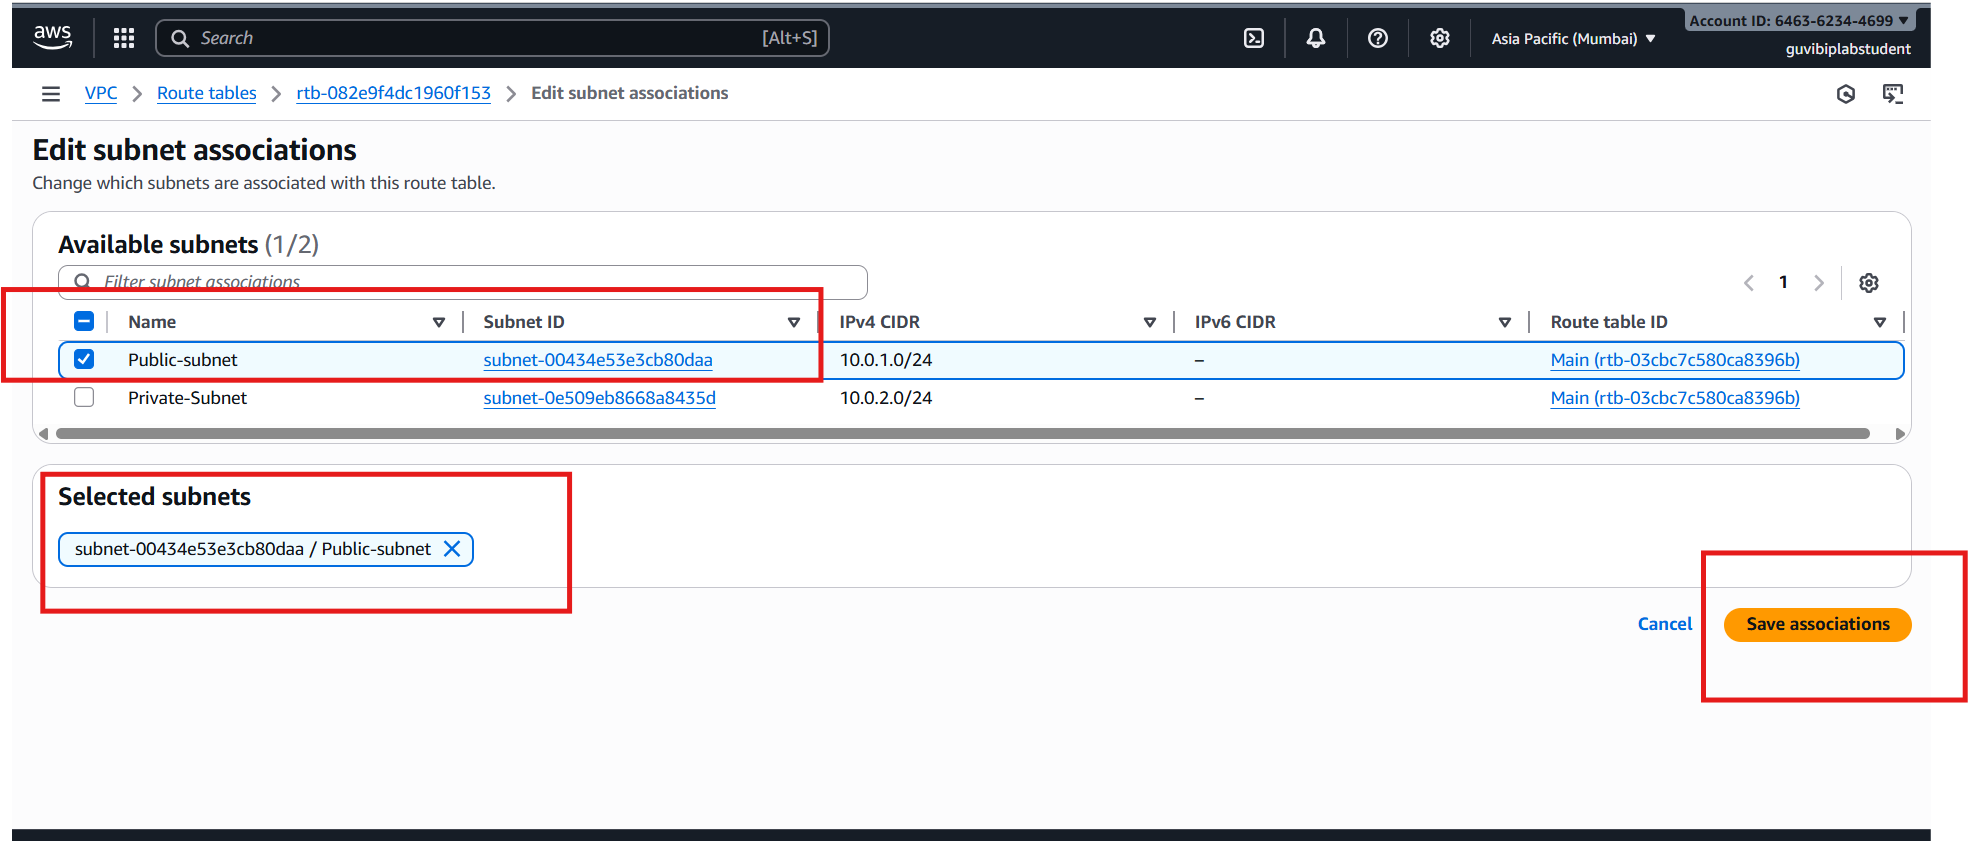 aws
Search [Alt+S]
Asia Pacific (Mumbai)
Account ID: 6463-6234-4699
guvibiplabstudent
VPC > Route tables > rtb-082e9f4dc1960f153 > Edit subnet associations
Edit subnet associations
Change which subnets are associated with this route table.
Available subnets (1/2)
Filter subnet associations
1
Name Subnet ID IPv4 CIDR IPv6 CIDR Route table ID
Public-subnet subnet-00434e53e3cb80daa 10.0.1.0/24 – Main (rtb-03cbc7c580ca8396b)
Private-Subnet subnet-0e509eb8668a8435d 10.0.2.0/24 – Main (rtb-03cbc7c580ca8396b)
Selected subnets
subnet-00434e53e3cb80daa / Public-subnet
Cancel Save associations